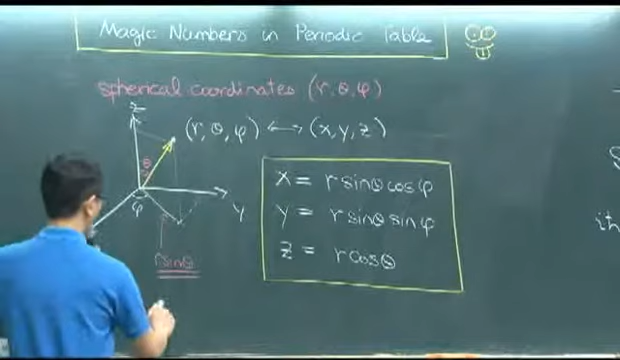 Magic Numbers in Periodic Table
spherical coordinates (r, θ, φ)
z
(r, θ, φ) ⟷ (x, y, z)
θ
φ
y
r sinθ
x = r sinθ cosφ
y = r sinθ sinφ
z = r cosθ